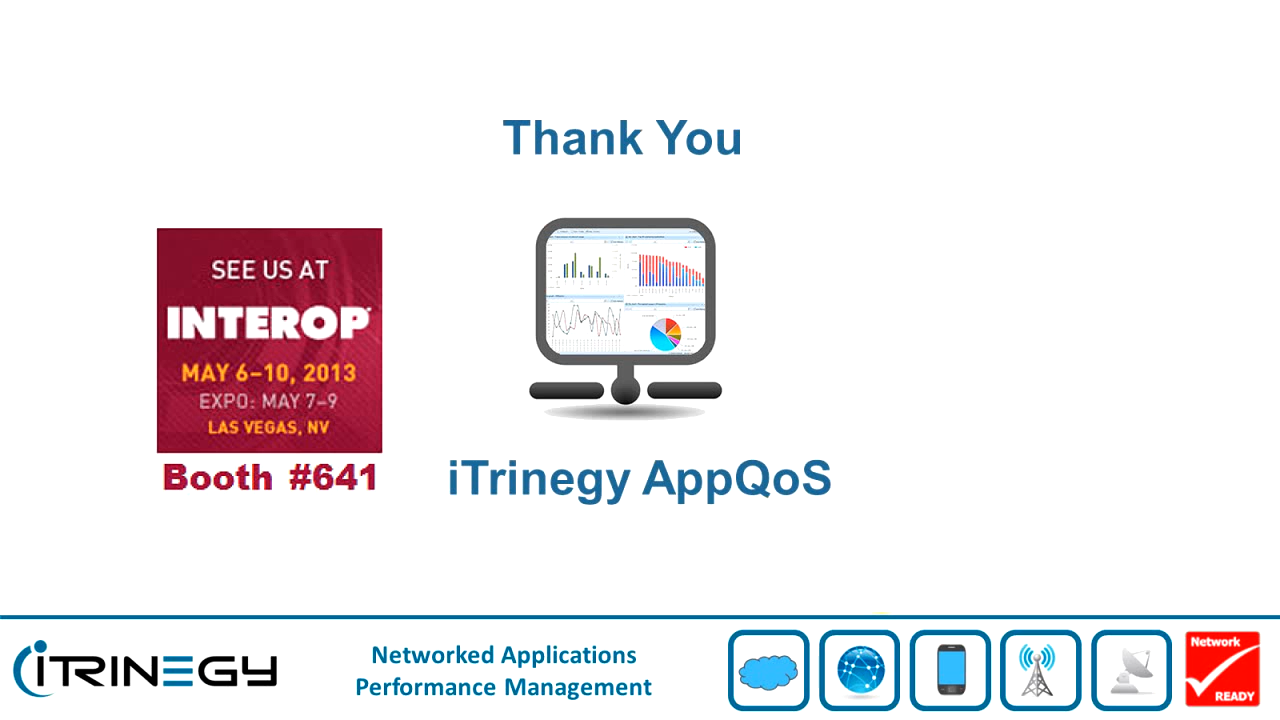 Thank You
SEE US AT
INTEROP
MAY 6–10, 2013
EXPO: MAY 7–9
LAS VEGAS, NV
Booth #641
iTrinegy AppQoS
iTRINEGY
Networked Applications
Performance Management
Network
READY